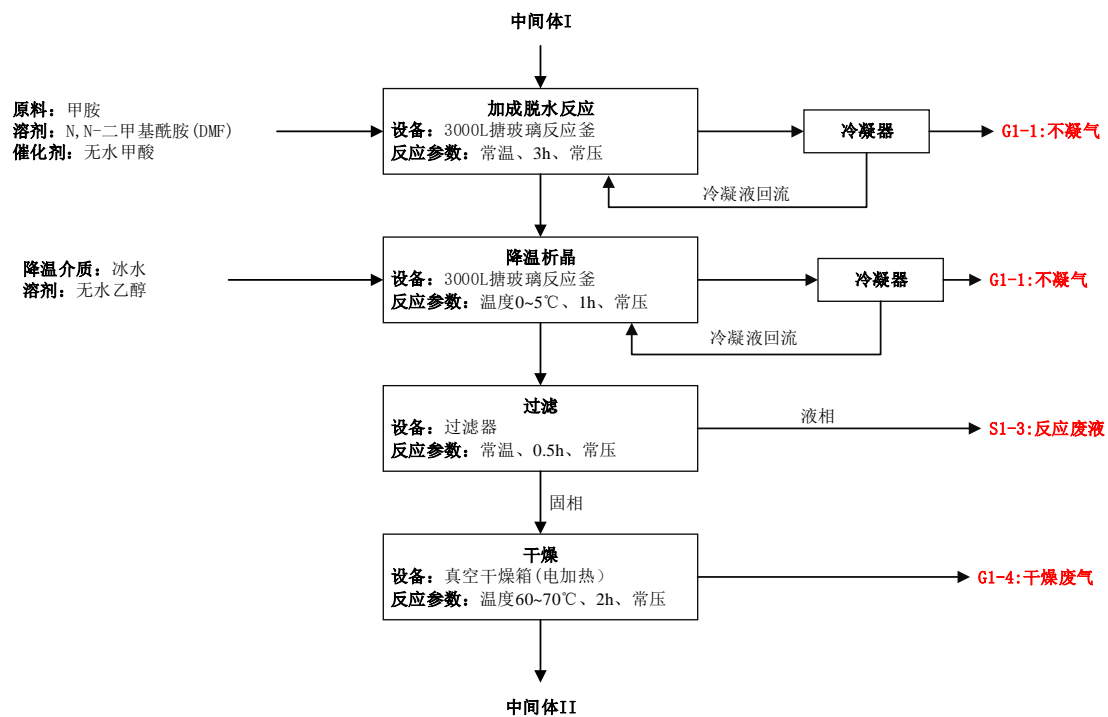 中间体I
原料：甲胺
溶剂：N,N-二甲基酰胺(DMF)
催化剂：无水甲酸
加成脱水反应
设备：3000L搪玻璃反应釜
反应参数：常温、3h、常压
冷凝器
G1-1:不凝气
冷凝液回流
降温介质：冰水
溶剂：无水乙醇
降温析晶
设备：3000L搪玻璃反应釜
反应参数：温度0~5℃、1h、常压
冷凝器
G1-1:不凝气
冷凝液回流
过滤
设备：过滤器
反应参数：常温、0.5h、常压
液相
S1-3:反应废液
固相
干燥
设备：真空干燥箱(电加热）
反应参数：温度60~70℃、2h、常压
G1-4:干燥废气
中间体II